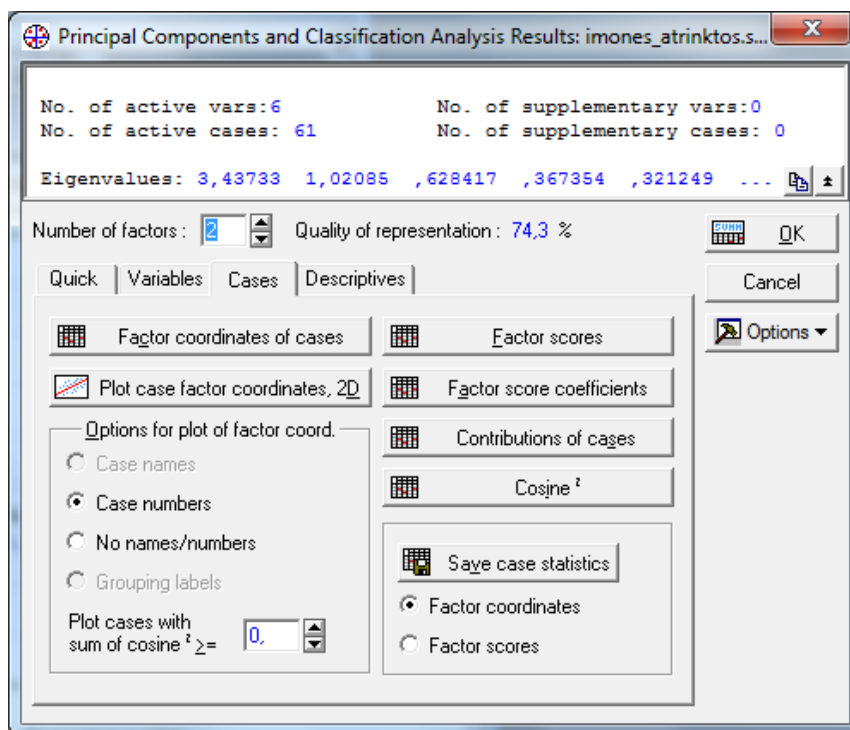 Principal Components and Classification Analysis Results: imones_atrinktos.s...
No. of active vars:6 No. of supplementary vars:0
No. of active cases: 61 No. of supplementary cases: 0
Eigenvalues: 3,43733 1,02085 ,628417 ,367354 ,321249 ...
Number of factors : 2 Quality of representation : 74,3 %
OK
Quick Variables Cases Descriptives
Cancel
Options
Factor coordinates of cases
Factor scores
Plot case factor coordinates, 2D
Factor score coefficients
Options for plot of factor coord.
Contributions of cases
Case names
Cosine ²
Case numbers
No names/numbers
Save case statistics
Grouping labels
Factor coordinates
Plot cases with
sum of cosine ² >= 0,
Factor scores